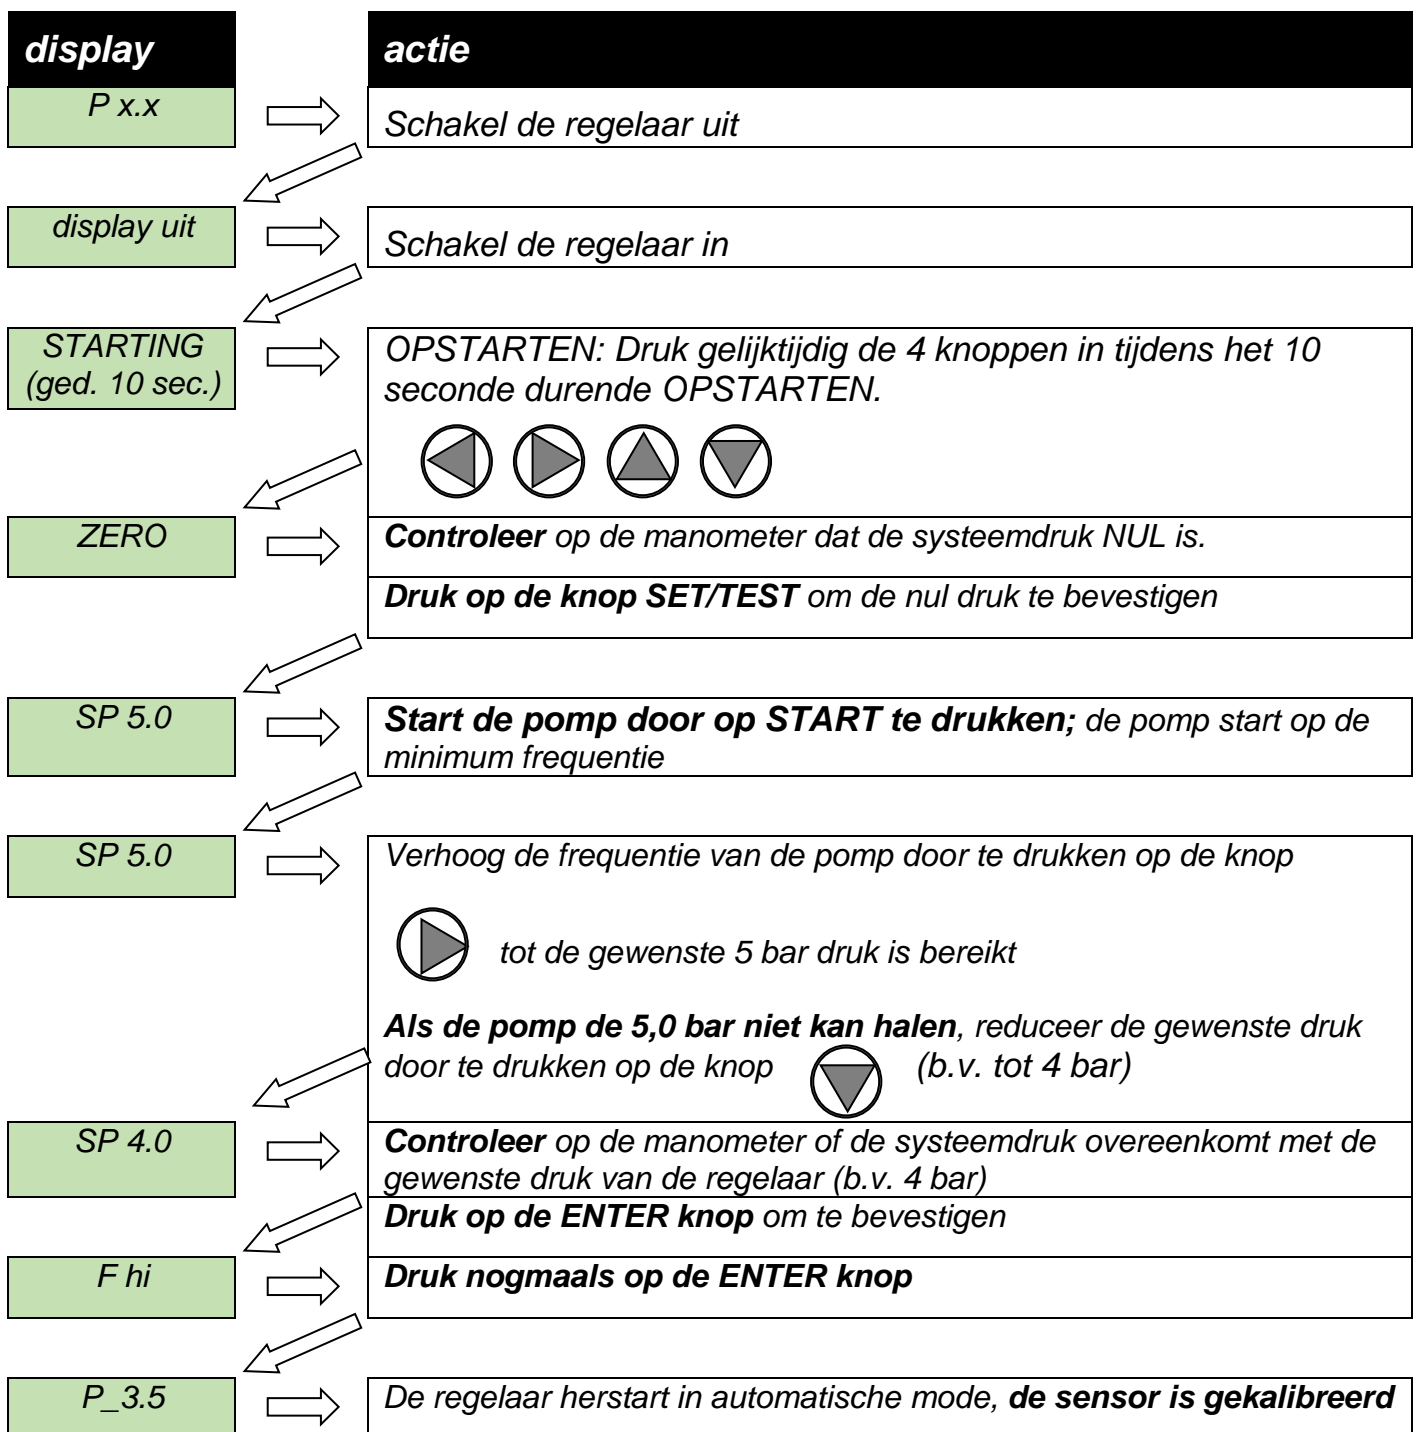 display
actie
P x.x
Schakel de regelaar uit
display uit
Schakel de regelaar in
STARTING
(ged. 10 sec.)
OPSTARTEN: Druk gelijktijdig de 4 knoppen in tijdens het 10
seconde durende OPSTARTEN.
ZERO
Controleer op de manometer dat de systeemdruk NUL is.
Druk op de knop SET/TEST om de nul druk te bevestigen
SP 5.0
Start de pomp door op START te drukken; de pomp start op de
minimum frequentie
SP 5.0
Verhoog de frequentie van de pomp door te drukken op de knop
tot de gewenste 5 bar druk is bereikt
Als de pomp de 5,0 bar niet kan halen, reduceer de gewenste druk
door te drukken op de knop (b.v. tot 4 bar)
SP 4.0
Controleer op de manometer of de systeemdruk overeenkomt met de
gewenste druk van de regelaar (b.v. 4 bar)
Druk op de ENTER knop om te bevestigen
F hi
Druk nogmaals op de ENTER knop
P_3.5
De regelaar herstart in automatische mode, de sensor is gekalibreerd